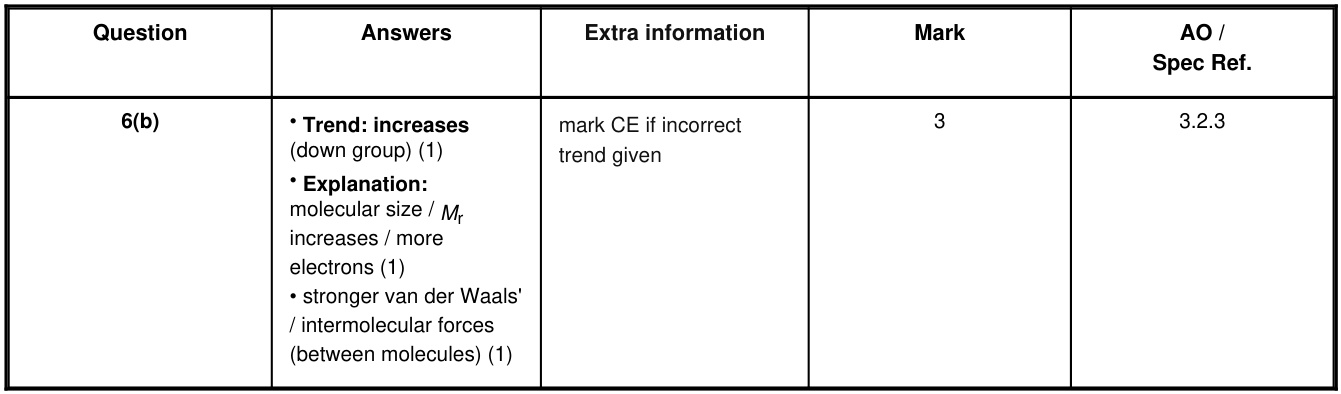 Question Answers Extra information Mark AO /
Spec Ref.
6(b)
• Trend: increases
(down group) (1)
• Explanation:
molecular size / Mr
increases / more
electrons (1)
• stronger van der Waals'
/ intermolecular forces
(between molecules) (1)
mark CE if incorrect
trend given
3
3.2.3